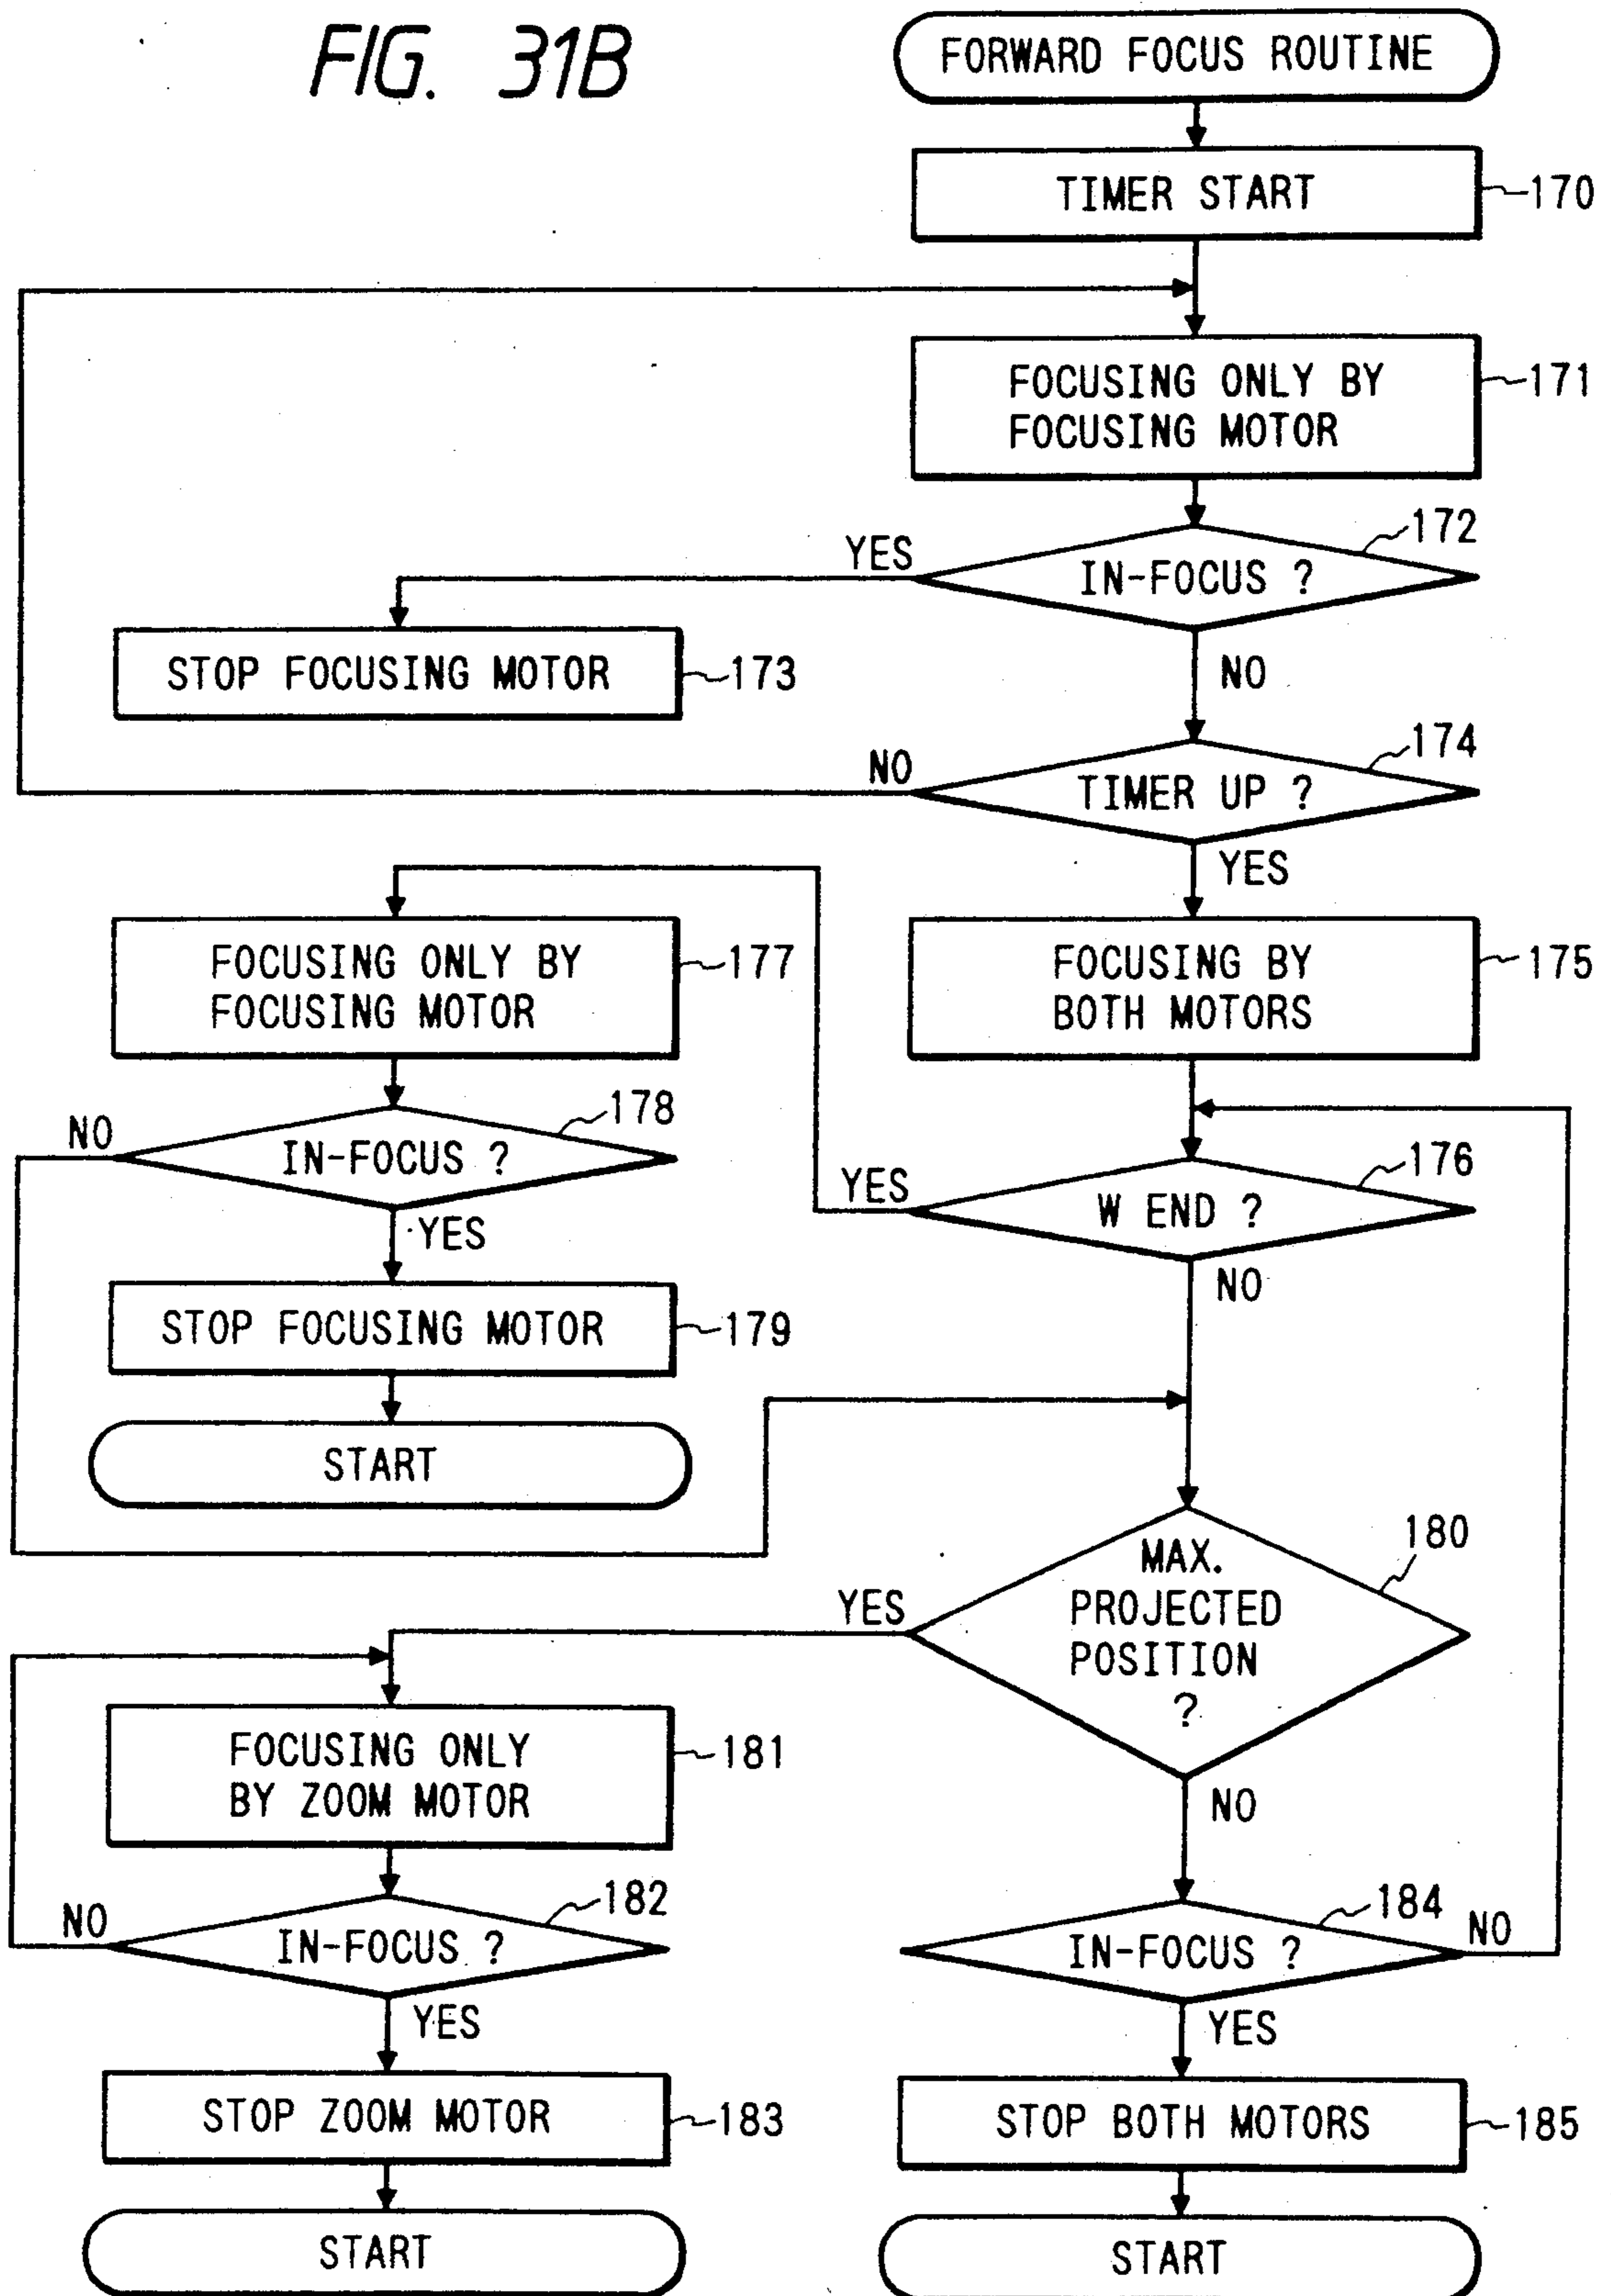 FIG. 31B
FORWARD FOCUS ROUTINE
TIMER START
170
FOCUSING ONLY BY
FOCUSING MOTOR
171
172
YES
IN-FOCUS ?
STOP FOCUSING MOTOR
173
NO
174
NO
TIMER UP ?
YES
FOCUSING ONLY BY
FOCUSING MOTOR
177
FOCUSING BY
BOTH MOTORS
175
178
NO
IN-FOCUS ?
176
YES
W END ?
YES
NO
STOP FOCUSING MOTOR
179
START
180
MAX.
PROJECTED
POSITION
?
YES
FOCUSING ONLY
BY ZOOM MOTOR
181
NO
182
NO
IN-FOCUS ?
184
IN-FOCUS ?
NO
YES
YES
STOP ZOOM MOTOR
183
STOP BOTH MOTORS
185
START
START